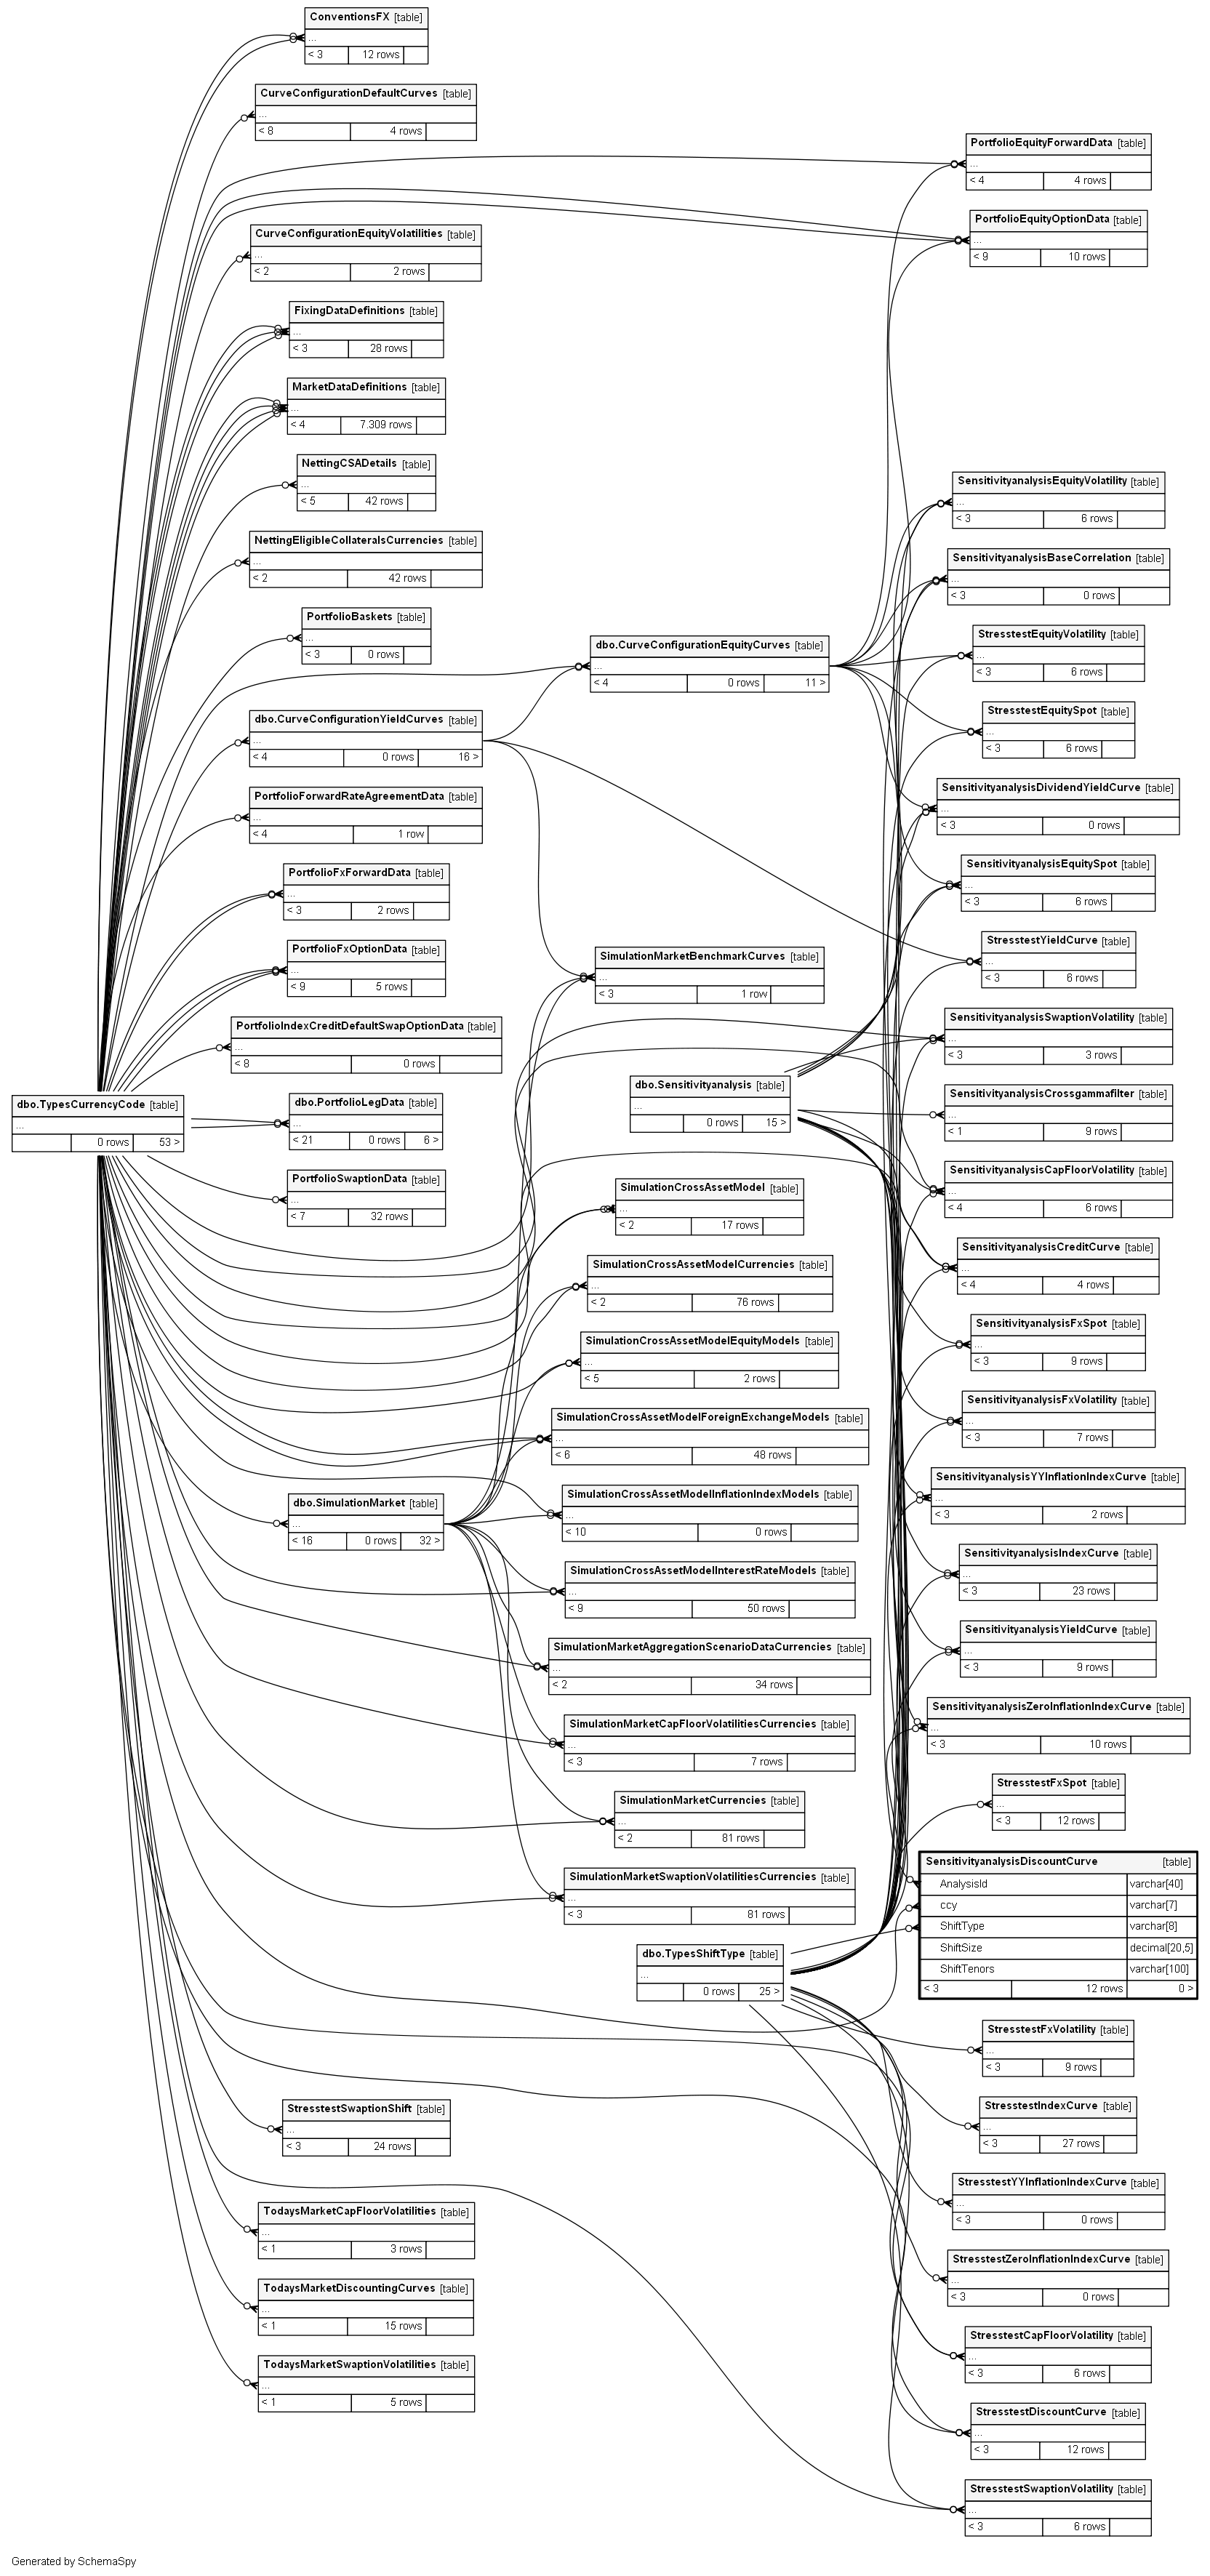 ConventionsFX [table]
...
< 3 12 rows
CurveConfigurationDefaultCurves [table]
...
< 8 4 rows
PortfolioEquityForwardData [table]
...
< 4 4 rows
PortfolioEquityOptionData [table]
...
< 9 10 rows
CurveConfigurationEquityVolatilities [table]
...
< 2 2 rows
FixingDataDefinitions [table]
...
< 3 28 rows
MarketDataDefinitions [table]
...
< 4 7.309 rows
NettingCSADetails [table]
...
< 5 42 rows
SensitivityanalysisEquityVolatility [table]
...
< 3 6 rows
NettingEligibleCollateralsCurrencies [table]
...
< 2 42 rows
SensitivityanalysisBaseCorrelation [table]
...
< 3 0 rows
PortfolioBaskets [table]
...
< 3 0 rows
StresstestEquityVolatility [table]
...
< 3 6 rows
dbo.CurveConfigurationEquityCurves [table]
...
< 4 0 rows 11 >
StresstestEquitySpot [table]
...
< 3 6 rows
dbo.CurveConfigurationYieldCurves [table]
...
< 4 0 rows 16 >
SensitivityanalysisDividendYieldCurve [table]
...
< 3 0 rows
PortfolioForwardRateAgreementData [table]
...
< 4 1 row
SensitivityanalysisEquitySpot [table]
...
< 3 6 rows
PortfolioFxForwardData [table]
...
< 3 2 rows
StresstestYieldCurve [table]
...
< 3 6 rows
PortfolioFxOptionData [table]
...
< 9 5 rows
SimulationMarketBenchmarkCurves [table]
...
< 3 1 row
SensitivityanalysisSwaptionVolatility [table]
...
< 3 3 rows
PortfolioIndexCreditDefaultSwapOptionData [table]
...
< 8 0 rows
dbo.Sensitivityanalysis [table]
...
0 rows 15 >
SensitivityanalysisCrossgammafilter [table]
...
< 1 9 rows
dbo.TypesCurrencyCode [table]
...
0 rows 53 >
dbo.PortfolioLegData [table]
...
< 21 0 rows 6 >
SensitivityanalysisCapFloorVolatility [table]
...
< 4 6 rows
PortfolioSwaptionData [table]
...
< 7 32 rows
SimulationCrossAssetModel [table]
...
< 2 17 rows
SensitivityanalysisCreditCurve [table]
...
< 4 4 rows
SimulationCrossAssetModelCurrencies [table]
...
< 2 76 rows
SensitivityanalysisFxSpot [table]
...
< 3 9 rows
SimulationCrossAssetModelEquityModels [table]
...
< 5 2 rows
SensitivityanalysisFxVolatility [table]
...
< 3 7 rows
SimulationCrossAssetModelForeignExchangeModels [table]
...
< 6 48 rows
SensitivityanalysisYYInflationIndexCurve [table]
...
< 3 2 rows
dbo.SimulationMarket [table]
...
< 16 0 rows 32 >
SimulationCrossAssetModelInflationIndexModels [table]
...
< 10 0 rows
SensitivityanalysisIndexCurve [table]
...
< 3 23 rows
SimulationCrossAssetModelInterestRateModels [table]
...
< 9 50 rows
SensitivityanalysisYieldCurve [table]
...
< 3 9 rows
SimulationMarketAggregationScenarioDataCurrencies [table]
...
< 2 34 rows
SensitivityanalysisZeroInflationIndexCurve [table]
...
< 3 10 rows
SimulationMarketCapFloorVolatilitiesCurrencies [table]
...
< 3 7 rows
StresstestFxSpot [table]
...
< 3 12 rows
SimulationMarketCurrencies [table]
...
< 2 81 rows
SensitivityanalysisDiscountCurve [table]
AnalysisId varchar[40]
ccy varchar[7]
ShiftType varchar[8]
ShiftSize decimal[20,5]
ShiftTenors varchar[100]
< 3 12 rows 0 >
SimulationMarketSwaptionVolatilitiesCurrencies [table]
...
< 3 81 rows
dbo.TypesShiftType [table]
...
0 rows 25 >
StresstestFxVolatility [table]
...
< 3 9 rows
StresstestSwaptionShift [table]
...
< 3 24 rows
StresstestIndexCurve [table]
...
< 3 27 rows
StresstestYYInflationIndexCurve [table]
...
< 3 0 rows
TodaysMarketCapFloorVolatilities [table]
...
< 1 3 rows
StresstestZeroInflationIndexCurve [table]
...
< 3 0 rows
TodaysMarketDiscountingCurves [table]
...
< 1 15 rows
StresstestCapFloorVolatility [table]
...
< 3 6 rows
TodaysMarketSwaptionVolatilities [table]
...
< 1 5 rows
StresstestDiscountCurve [table]
...
< 3 12 rows
StresstestSwaptionVolatility [table]
...
< 3 6 rows
Generated by SchemaSpy